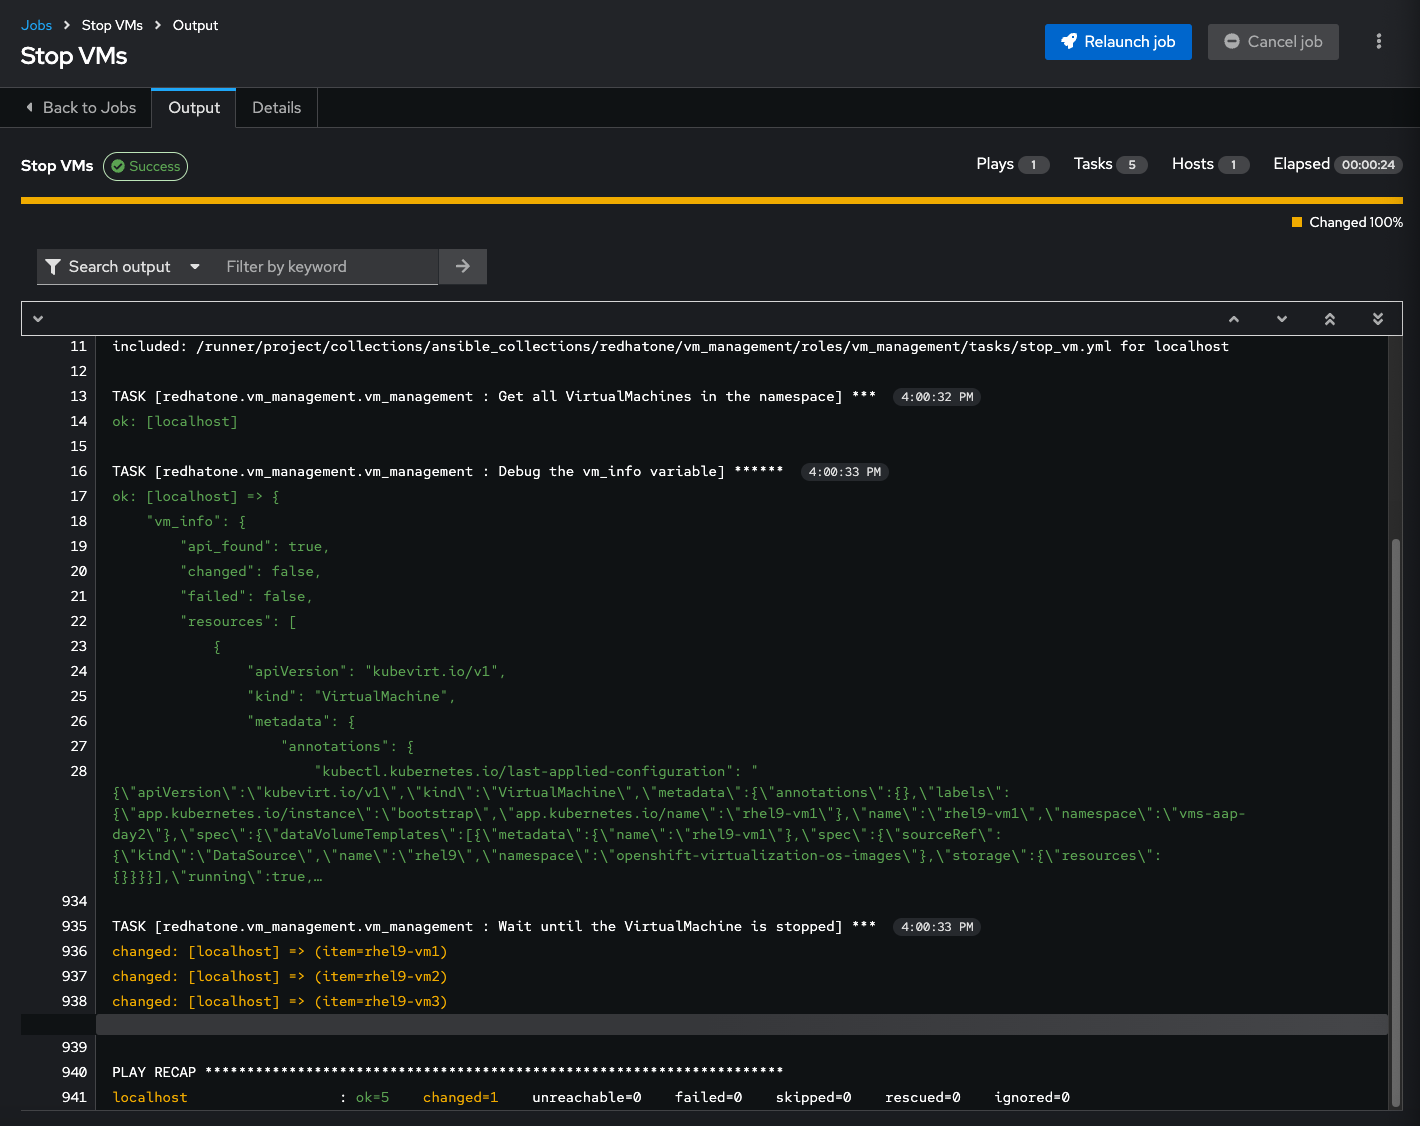 Jobs > Stop VMs > Output
Stop VMs
Relaunch job
Cancel job
Back to Jobs
Output
Details
Stop VMs Success
Plays 1 Tasks 5 Hosts 1 Elapsed 00:00:24
Changed 100%
Search output Filter by keyword
11 included: /runner/project/collections/ansible_collections/redhatone/vm_management/roles/vm_management/tasks/stop_vm.yml for localhost
12
13 TASK [redhatone.vm_management.vm_management : Get all VirtualMachines in the namespace] *** 4:00:32 PM
14 ok: [localhost]
15
16 TASK [redhatone.vm_management.vm_management : Debug the vm_info variable] ****** 4:00:33 PM
17 ok: [localhost] => {
18 "vm_info": {
19 "api_found": true,
20 "changed": false,
21 "failed": false,
22 "resources": [
23 {
24 "apiVersion": "kubevirt.io/v1",
25 "kind": "VirtualMachine",
26 "metadata": {
27 "annotations": {
28 "kubectl.kubernetes.io/last-applied-configuration": "
{\"apiVersion\":\"kubevirt.io/v1\",\"kind\":\"VirtualMachine\",\"metadata\":{\"annotations\":{},\"labels\":
{\"app.kubernetes.io/instance\":\"bootstrap\",\"app.kubernetes.io/name\":\"rhel9-vm1\"},\"name\":\"rhel9-vm1\",\"namespace\":\"vms-aap-
day2\"},\"spec\":{\"dataVolumeTemplates\":[{\"metadata\":{\"name\":\"rhel9-vm1\"},\"spec\":{\"sourceRef\":
{\"kind\":\"DataSource\",\"name\":\"rhel9\",\"namespace\":\"openshift-virtualization-os-images\"},\"storage\":{\"resources\":
{}}}}],\"running\":true,…
934
935 TASK [redhatone.vm_management.vm_management : Wait until the VirtualMachine is stopped] *** 4:00:33 PM
936 changed: [localhost] => (item=rhel9-vm1)
937 changed: [localhost] => (item=rhel9-vm2)
938 changed: [localhost] => (item=rhel9-vm3)
939
940 PLAY RECAP *********************************************************************
941 localhost : ok=5 changed=1 unreachable=0 failed=0 skipped=0 rescued=0 ignored=0